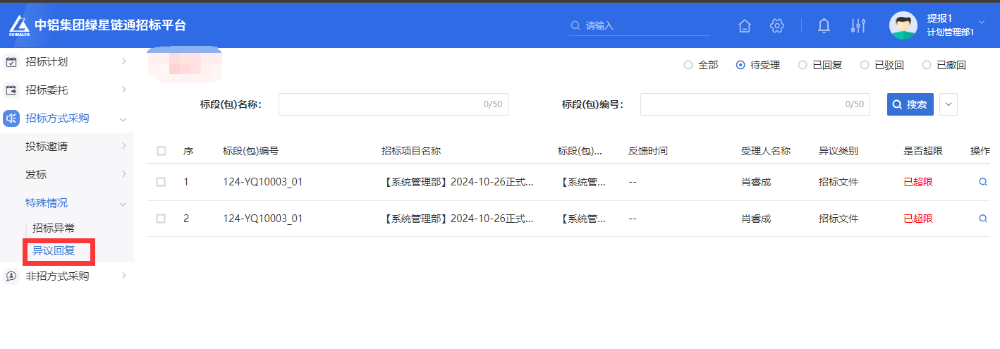 中铝集团绿星链通招标平台
CHINALCO
请输入
提报1
计划管理部1
招标计划
招标委托
招标方式采购
投标邀请
发标
特殊情况
招标异常
异议回复
非招方式采购
全部 待受理 已回复 已驳回 已撤回
标段(包)名称: 0/50 标段(包)编号: 0/50 搜索
序 标段(包)编号 招标项目名称 标段(包)... 反馈时间 受理人名称 异议类别 是否超限 操作
1 124-YQ10003_01 【系统管理部】2024-10-26正式... 【系统管... -- 肖睿成 招标文件 已超限
2 124-YQ10003_01 【系统管理部】2024-10-26正式... 【系统管... -- 肖睿成 招标文件 已超限